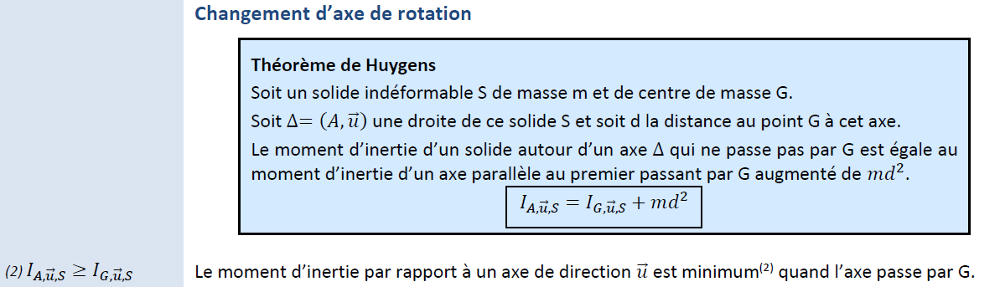 Changement d'axe de rotation
Théorème de Huygens
Soit un solide indéformable S de masse m et de centre de masse G.
Soit Δ= (A, u⃗) une droite de ce solide S et soit d la distance au point G à cet axe.
Le moment d'inertie d'un solide autour d'un axe Δ qui ne passe pas par G est égale au
moment d'inertie d'un axe parallèle au premier passant par G augmenté de md².
I_{A,u⃗,S} = I_{G,u⃗,S} + md²
(2) I_{A,u⃗,S} ≥ I_{G,u⃗,S}
Le moment d'inertie par rapport à un axe de direction u⃗ est minimum⁽²⁾ quand l'axe passe par G.